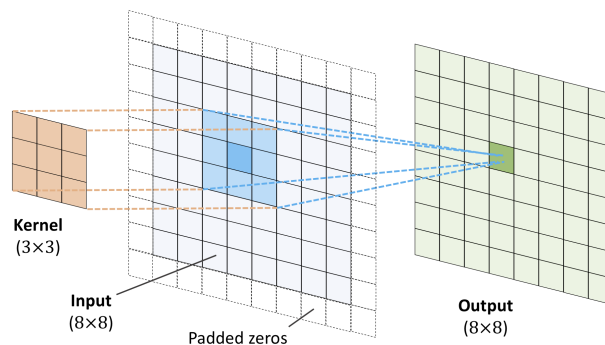 Kernel
(3×3)
Input
(8×8)
Padded zeros
Output
(8×8)